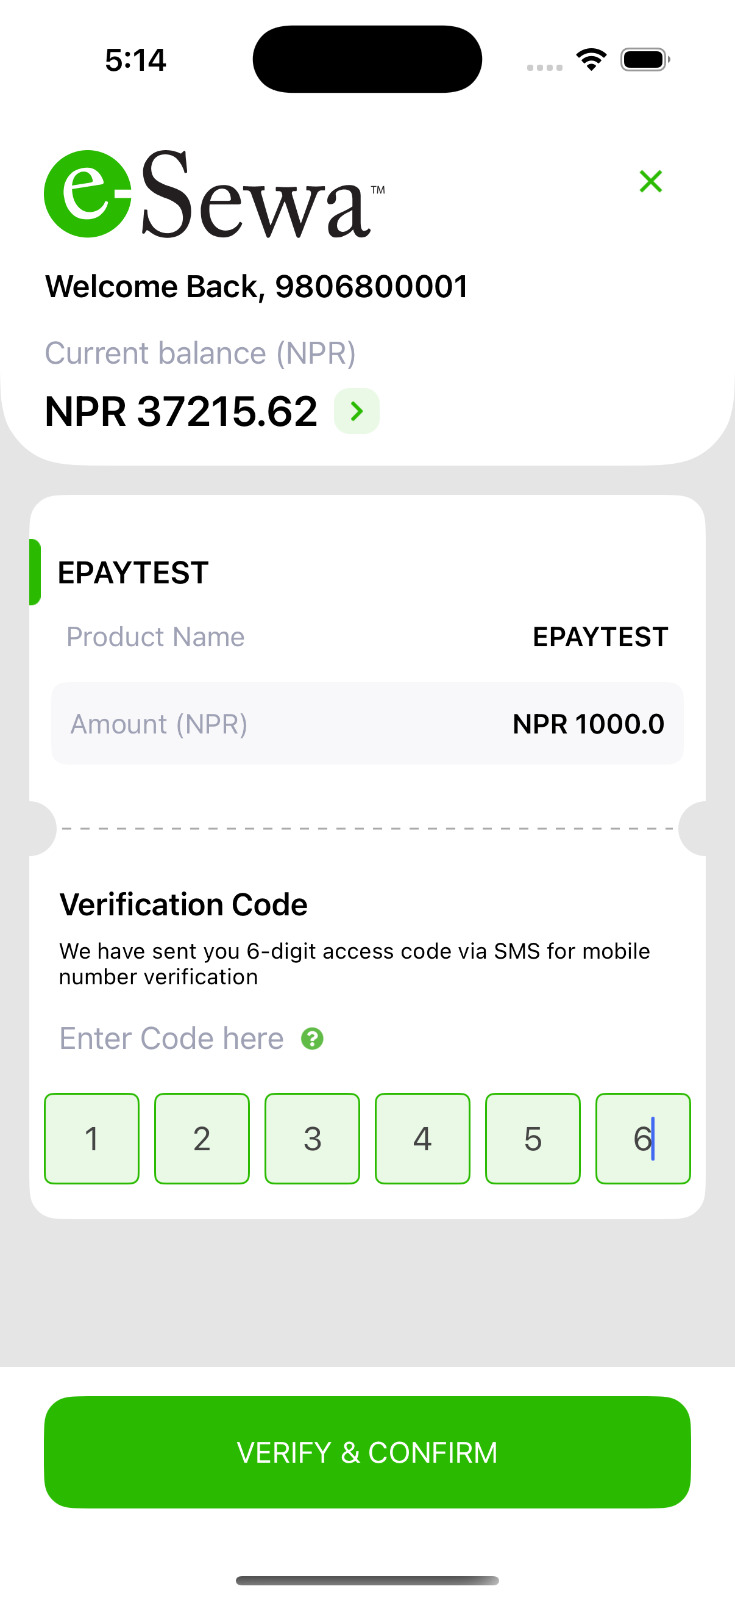 5:14
e-Sewa™
Welcome Back, 9806800001
Current balance (NPR)
NPR 37215.62
EPAYTEST
Product Name EPAYTEST
Amount (NPR) NPR 1000.0
Verification Code
We have sent you 6-digit access code via SMS for mobile
number verification
Enter Code here ?
1 2 3 4 5 6
VERIFY & CONFIRM